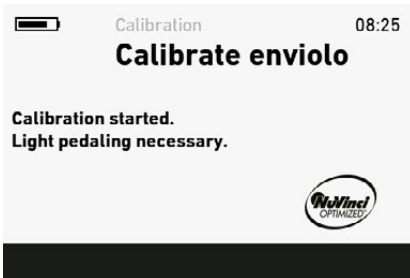 Calibration
08:25
Calibrate enviolo
Calibration started.
Light pedaling necessary.
NuVinci
OPTIMIZED